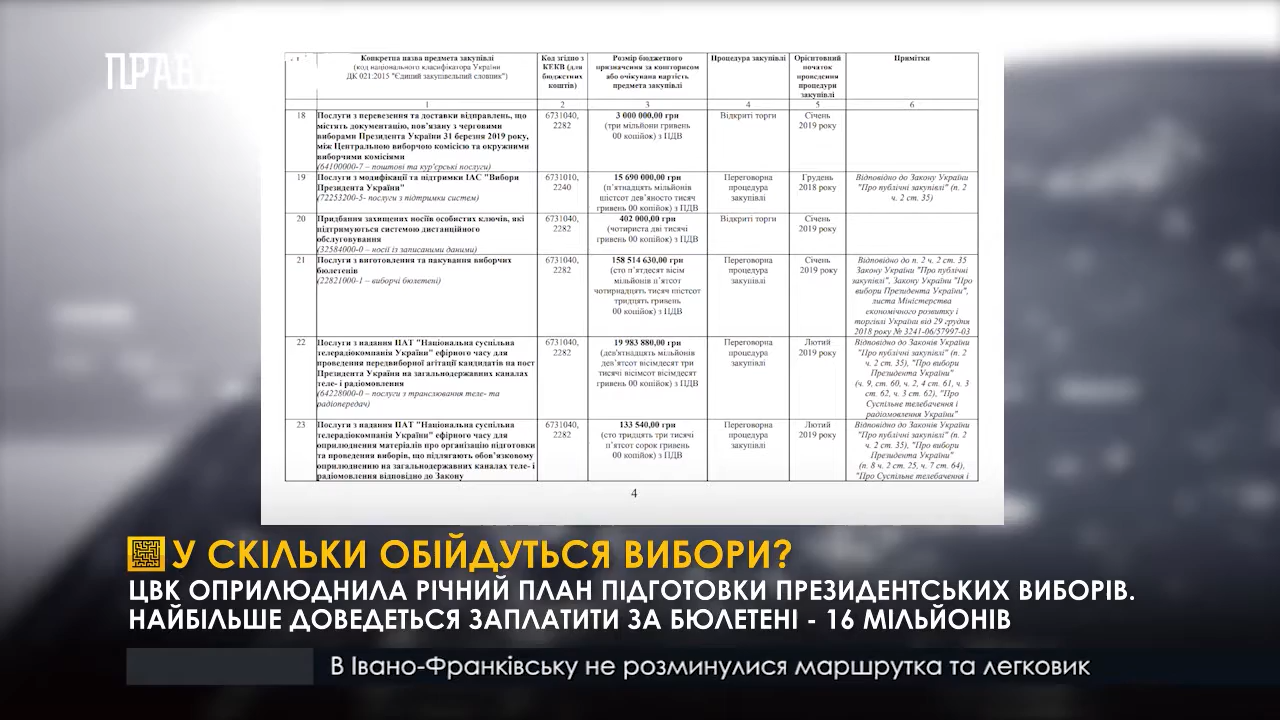 ПРАВД
Конкретна назва предмета закупівлі
(код національного класифікатора України
ДК 021:2015 "Єдиний закупівельний словник")
Код згідно з
КЕКВ (для
бюджетних
коштів)
Розмір бюджетного
призначення за кошторисом
або очікувана вартість
предмета закупівлі
Процедура закупівлі
Орієнтовний
початок
проведення
процедури
закупівлі
Примітки
1
2
3
4
5
6
18
Послуги з перевезення та доставки відправлень, що
містять документацію, пов'язану з черговими
виборами Президента України 31 березня 2019 року,
між Центральною виборчою комісією та окружними
виборчими комісіями
(64100000-7 – поштові та кур'єрські послуги)
6731040,
2282
3 000 000,00 грн
(три мільйони гривень
00 копійок) з ПДВ
Відкриті торги
Січень
2019 року
19
Послуги з модифікації та підтримки ІАС "Вибори
Президента України"
(72253200-5- послуги з підтримки систем)
6731010,
2240
15 690 000,00 грн
(п'ятнадцять мільйонів
шістсот дев'яносто тисяч
гривень 00 копійок) з ПДВ
Переговорна
процедура
закупівлі
Грудень
2018 року
Відповідно до Закону України
"Про публічні закупівлі" (п. 2
ч. 2 ст. 35)
20
Придбання захищених носіїв особистих ключів, які
підтримуються системою дистанційного
обслуговування
(32584000-0 – носії із записаними даними)
6731040,
2282
402 000,00 грн
(чотириста дві тисячі
гривень 00 копійок) з ПДВ
Відкриті торги
Січень
2019 року
21
Послуги з виготовлення та пакування виборчих
бюлетенів
(22821000-1 – виборчі бюлетені)
6731040,
2282
158 514 630,00 грн
(сто п'ятдесят вісім
мільйонів п'ятсот
чотирнадцять тисяч шістсот
тридцять гривень
00 копійок) з ПДВ
Переговорна
процедура
закупівлі
Січень
2019 року
Відповідно до п. 2 ч. 2 ст. 35
Закону України "Про публічні
закупівлі", Закону України "Про
вибори Президента України",
листа Міністерства
економічного розвитку і
торгівлі України від 29 грудня
2018 року № 3241-06/57997-03
22
Послуги з надання ПАТ "Національна суспільна
телерадіокомпанія України" ефірного часу для
проведення передвиборної агітації кандидатів на пост
Президента України на загальнодержавних каналах
теле- і радіомовлення
(64228000-0 – послуги з транслювання теле- та
радіопередач)
6731040,
2282
19 983 880,00 грн
(дев'ятнадцять мільйонів
дев'ятсот вісімдесят три
тисячі вісімсот вісімдесят
гривень 00 копійок) з ПДВ
Переговорна
процедура
закупівлі
Лютий
2019 року
Відповідно до Законів України
"Про публічні закупівлі" (п. 2
ч. 2 ст. 35), "Про вибори
Президента України"
(ч. 9, ст. 60, ч. 2, 4 ст. 61, ч. 3
ст. 62, ч. 3 ст. 62), "Про
Суспільне телебачення і
радіомовлення України"
23
Послуги з надання ПАТ "Національна суспільна
телерадіокомпанія України" ефірного часу для
оприлюднення матеріалів про організацію підготовки
та проведення виборів, що підлягають обов'язковому
оприлюдненню на загальнодержавних каналах теле- і
радіомовлення відповідно до Закону
6731040,
2282
133 540,00 грн
(сто тридцять три тисячі
п'ятсот сорок гривень
00 копійок) з ПДВ
Переговорна
процедура
закупівлі
Лютий
2019 року
Відповідно до Законів України
"Про публічні закупівлі" (п. 2
ч. 2 ст. 35), "Про вибори
Президента України"
(п. 8 ч. 2 ст. 25, ч. 7 ст. 64),
"Про Суспільне телебачення і
4
У СКІЛЬКИ ОБІЙДУТЬСЯ ВИБОРИ?
ЦВК ОПРИЛЮДНИЛА РІЧНИЙ ПЛАН ПІДГОТОВКИ ПРЕЗИДЕНТСЬКИХ ВИБОРІВ.
НАЙБІЛЬШЕ ДОВЕДЕТЬСЯ ЗАПЛАТИТИ ЗА БЮЛЕТЕНІ - 16 МІЛЬЙОНІВ
В Івано-Франківську не розминулися маршрутка та легковик